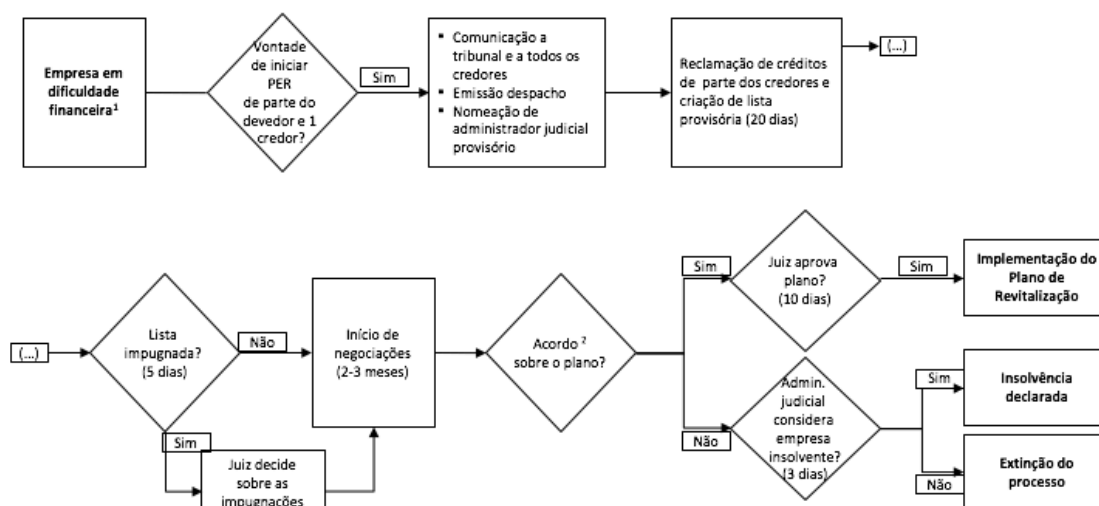 Empresa em
dificuldade
financeira¹
Vontade
de iniciar
PER
de parte do
devedor e 1
credor?
Sim
▪ Comunicação a
tribunal e a todos os
credores
▪ Emissão despacho
▪ Nomeação de
administrador judicial
provisório
Reclamação de créditos
de parte dos credores e
criação de lista
provisória (20 dias)
(...)
(...)
Lista
impugnada?
(5 dias)
Não
Sim
Juiz decide
sobre as
impugnações
Início de
negociações
(2-3 meses)
Acordo ²
sobre o plano?
Sim
Juiz aprova
plano?
(10 dias)
Sim
Implementação do
Plano de
Revitalização
Não
Admin.
judicial
considera
empresa
insolvente?
(3 dias)
Sim
Insolvência
declarada
Não
Extinção do
processo